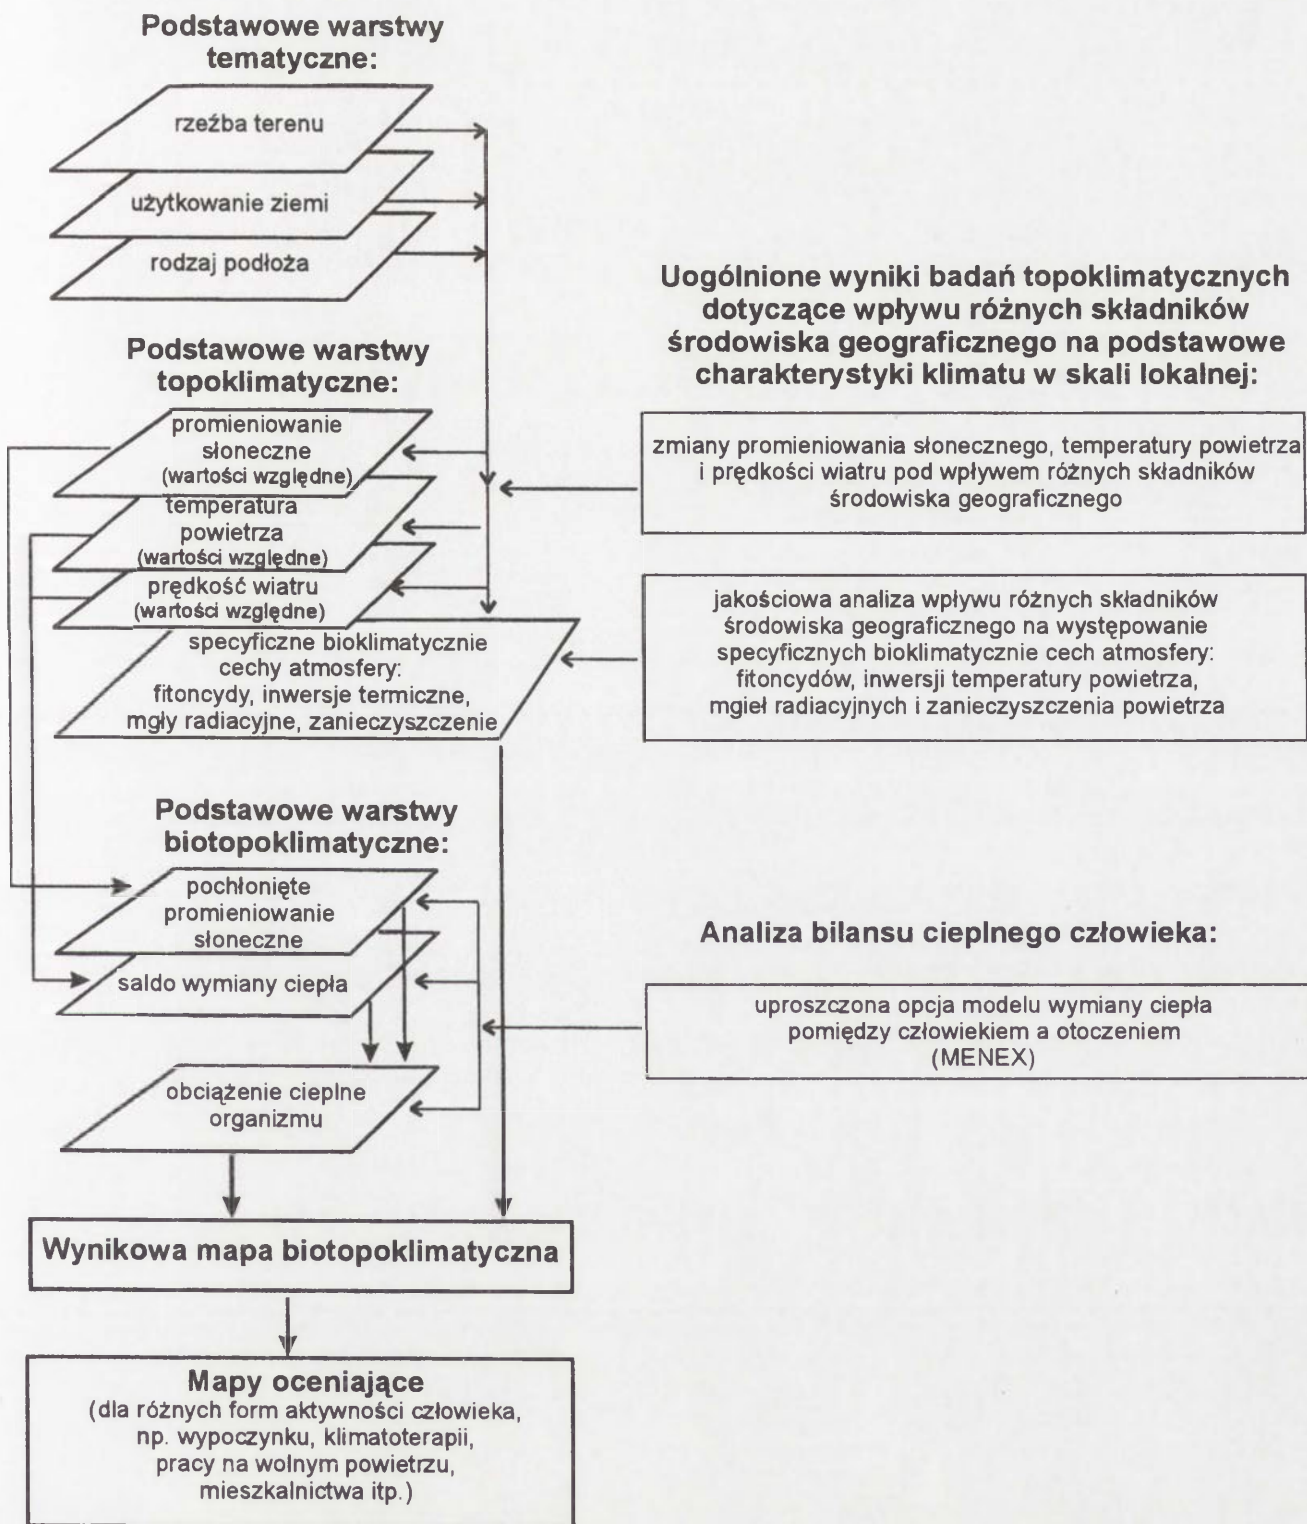 Podstawowe warstwy
tematyczne:
rzeźba terenu
użytkowanie ziemi
rodzaj podłoża
Podstawowe warstwy
topoklimatyczne:
promieniowanie
słoneczne
(wartości względne)
temperatura
powietrza
(wartości względne)
prędkość wiatru
(wartości względne)
specyficzne bioklimatycznie
cechy atmosfery:
fitoncydy, inwersje termiczne,
mgły radiacyjne, zanieczyszczenie
Uogólnione wyniki badań topoklimatycznych
dotyczące wpływu różnych składników
środowiska geograficznego na podstawowe
charakterystyki klimatu w skali lokalnej:
zmiany promieniowania słonecznego, temperatury powietrza
i prędkości wiatru pod wpływem różnych składników
środowiska geograficznego
jakościowa analiza wpływu różnych składników
środowiska geograficznego na występowanie
specyficznych bioklimatycznie cech atmosfery:
fitoncydów, inwersji temperatury powietrza,
mgieł radiacyjnych i zanieczyszczenia powietrza
Podstawowe warstwy
biotopoklimatyczne:
pochłonięte
promieniowanie
słoneczne
saldo wymiany ciepła
obciążenie cieplne
organizmu
Analiza bilansu cieplnego człowieka:
uproszczona opcja modelu wymiany ciepła
pomiędzy człowiekiem a otoczeniem
(MENEX)
Wynikowa mapa biotopoklimatyczna
Mapy oceniające
(dla różnych form aktywności człowieka,
np. wypoczynku, klimatoterapii,
pracy na wolnym powietrzu,
mieszkalnictwa itp.)